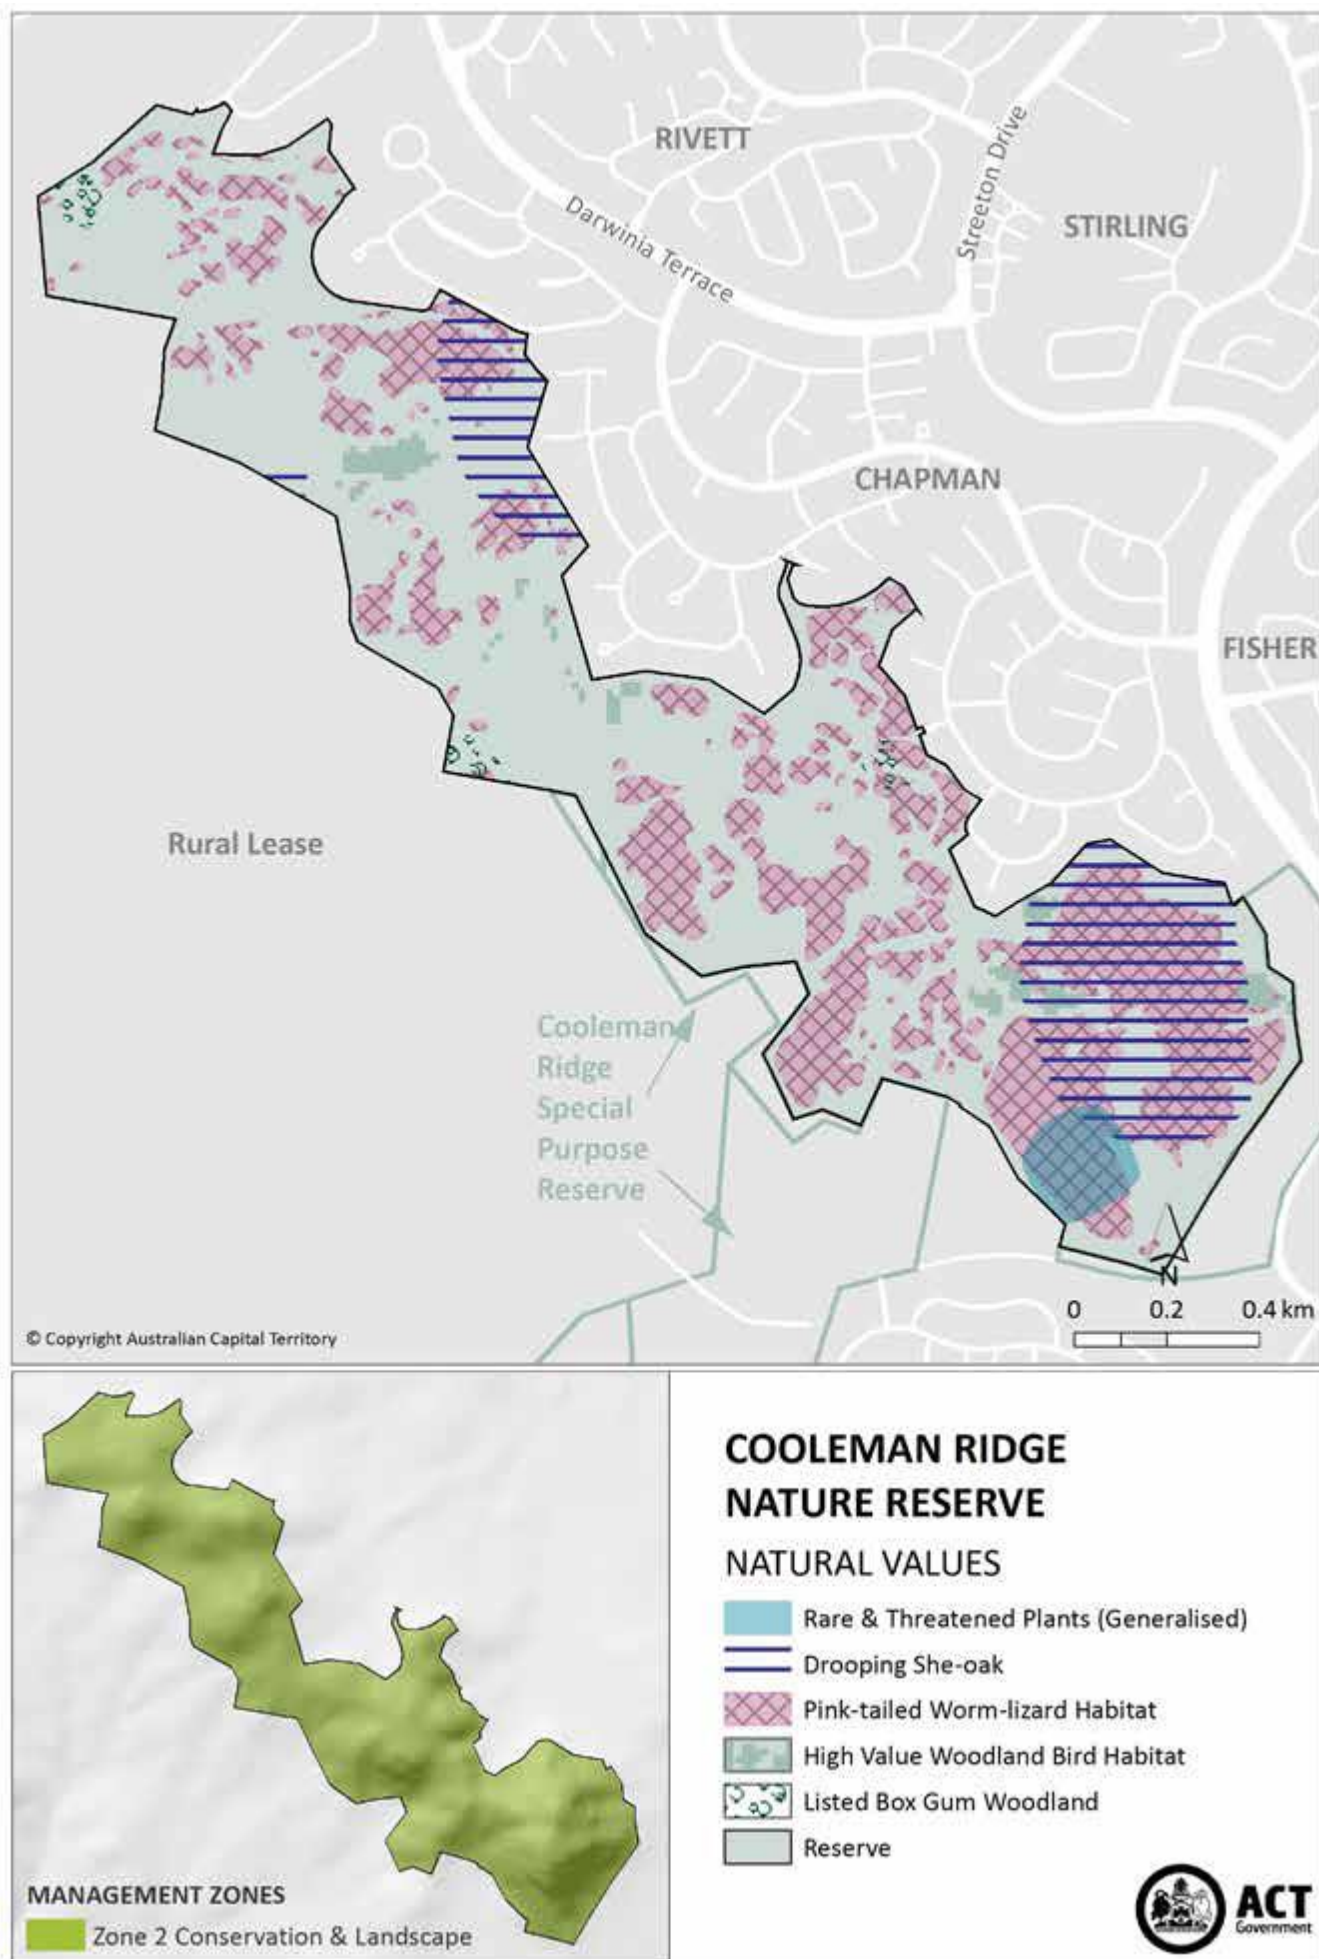 RIVETT
Streeton Drive
STIRLING
Darwinia Terrace
CHAPMAN
FISHER
Rural Lease
Cooleman
Ridge
Special
Purpose
Reserve
N
0 0.2 0.4 km
© Copyright Australian Capital Territory
COOLEMAN RIDGE
NATURE RESERVE
NATURAL VALUES
Rare & Threatened Plants (Generalised)
Drooping She-oak
Pink-tailed Worm-lizard Habitat
High Value Woodland Bird Habitat
Listed Box Gum Woodland
Reserve
MANAGEMENT ZONES
Zone 2 Conservation & Landscape
ACT
Government